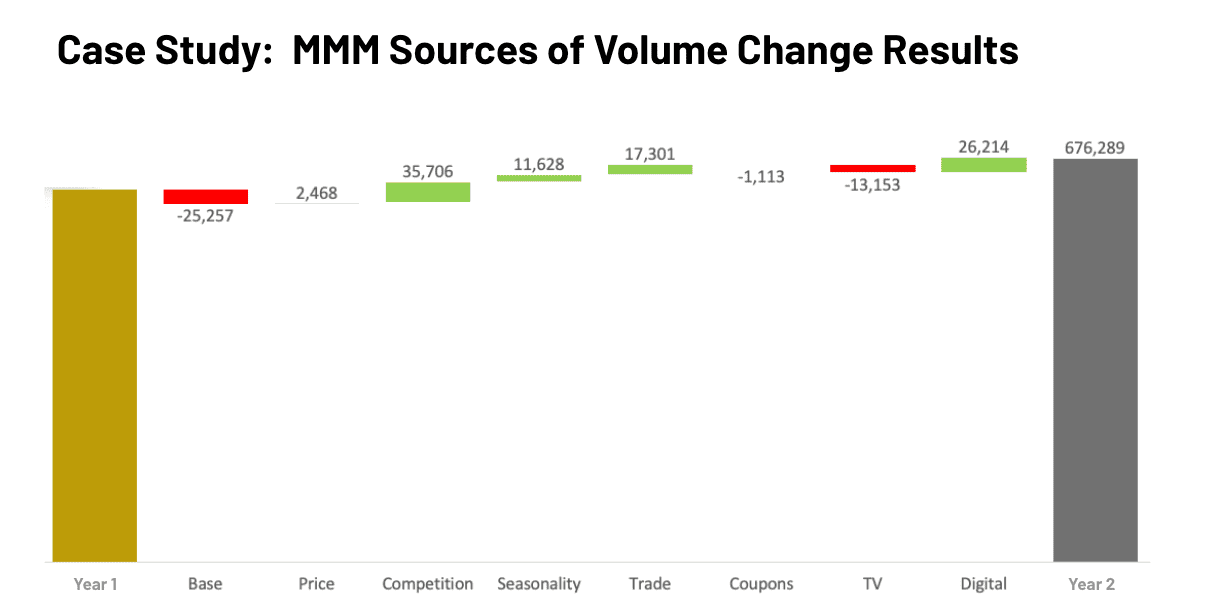 Case Study:  MMM Sources of Volume Change Results
26,214
676,289
17,301
11,628
35,706
-1,113
-13,153
2,468
-25,257
Year 1
Base
Price
Competition
Seasonality
Trade
Coupons
TV
Digital
Year 2